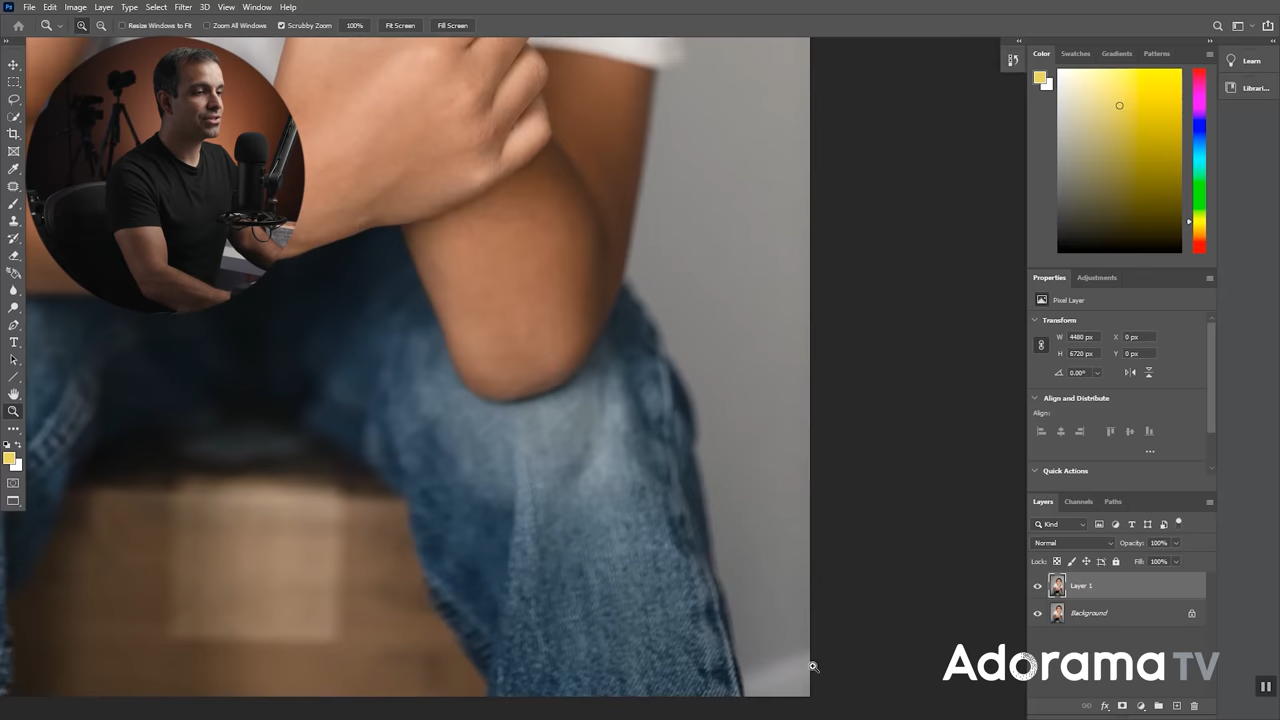 Ps File Edit Image Layer Type Select Filter 3D View Window Help
Resize Windows to Fit Zoom All Windows Scrubby Zoom 100% Fit Screen Fill Screen
Color Swatches Gradients Patterns
Learn
Librari...
Properties Adjustments
Pixel Layer
Transform
W 4480 px X 0 px
H 6720 px Y 0 px
0.00°
Align and Distribute
Align:
Quick Actions
Layers Channels Paths
Kind
Normal Opacity: 100%
Lock: Fill: 100%
Layer 1
Background
Adorama TV